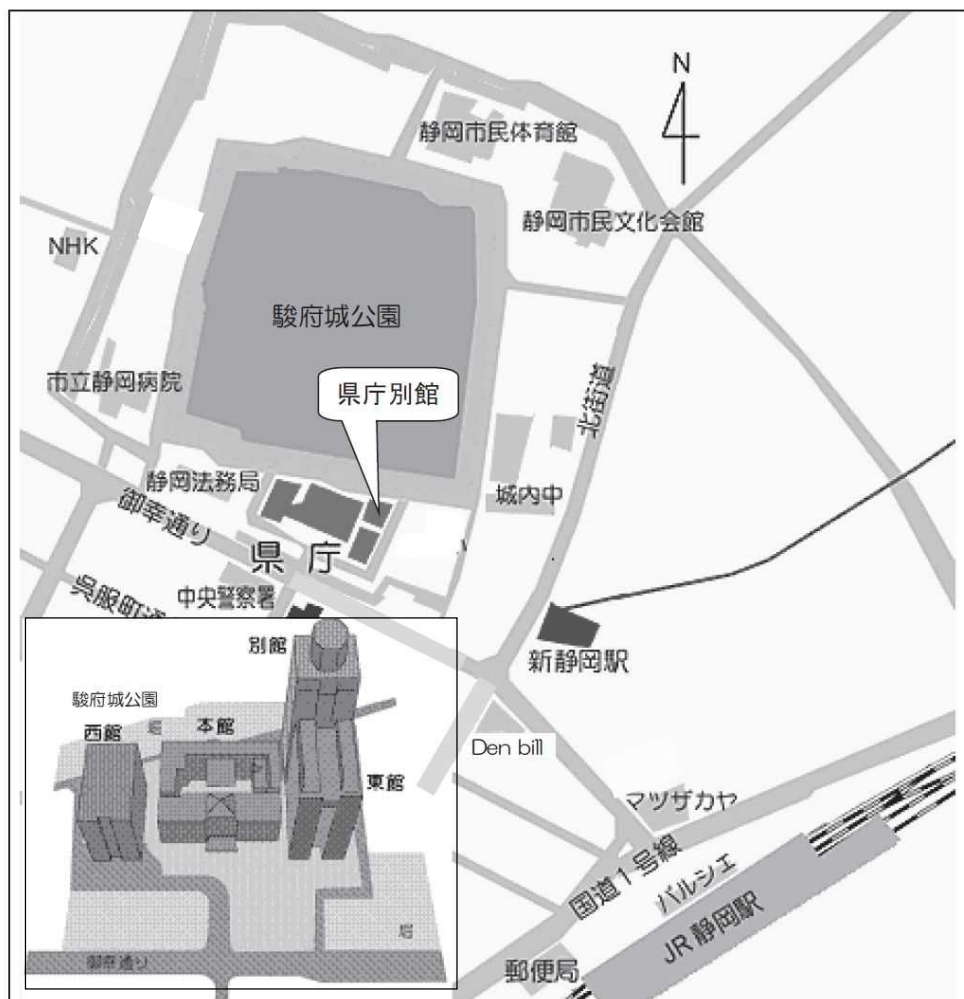 N
静岡市民体育館
静岡市民文化会館
NHK
駿府城公園
県庁別館
市立静岡病院
北街道
静岡法務局
城内中
御幸通り
県庁
中央警察署
呉服町通
新静岡駅
別館
駿府城公園
西館
堀
本館
東館
Den bill
マツザカヤ
国道1号線
パルシェ
JR 静岡駅
堀
御幸通り
郵便局